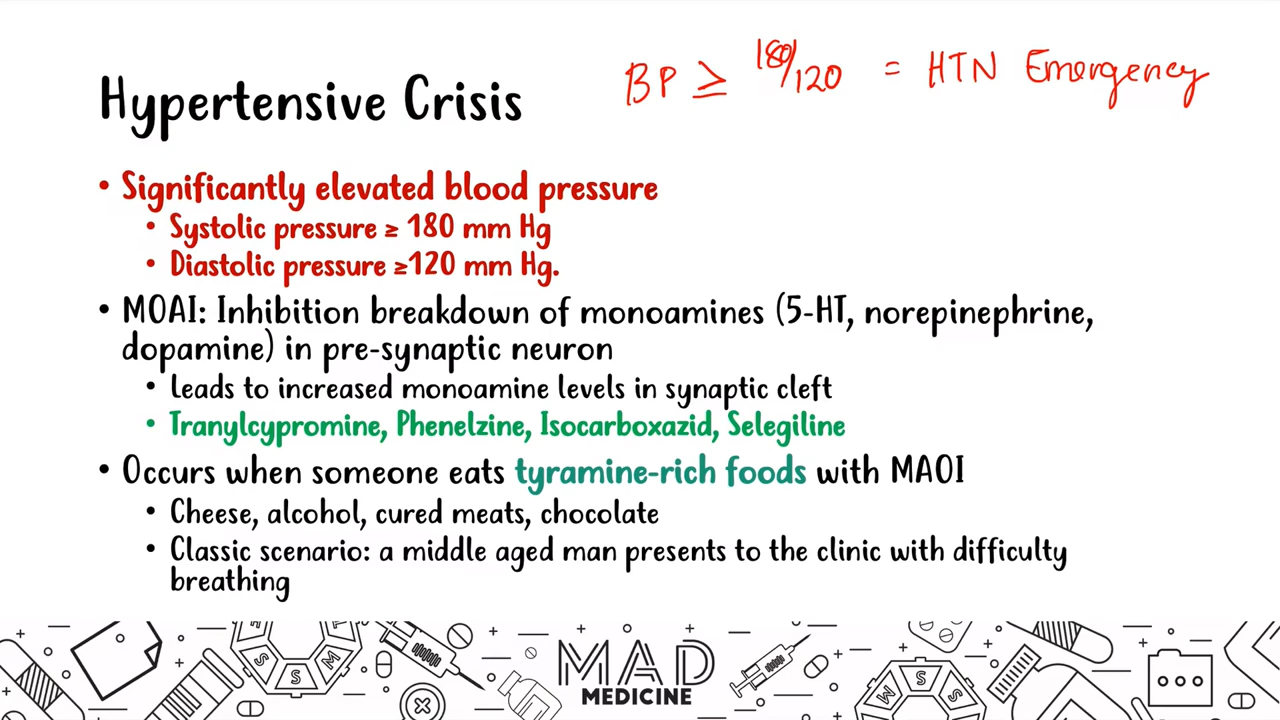 BP ≥ 180/120 = HTN Emergency
Hypertensive Crisis
• Significantly elevated blood pressure
• Systolic pressure ≥ 180 mm Hg
• Diastolic pressure ≥120 mm Hg.
• MOAI: Inhibition breakdown of monoamines (5-HT, norepinephrine,
dopamine) in pre-synaptic neuron
• Leads to increased monoamine levels in synaptic cleft
• Tranylcypromine, Phenelzine, Isocarboxazid, Selegiline
• Occurs when someone eats tyramine-rich foods with MAOI
• Cheese, alcohol, cured meats, chocolate
• Classic scenario: a middle aged man presents to the clinic with difficulty
breathing
MAD
MEDICINE